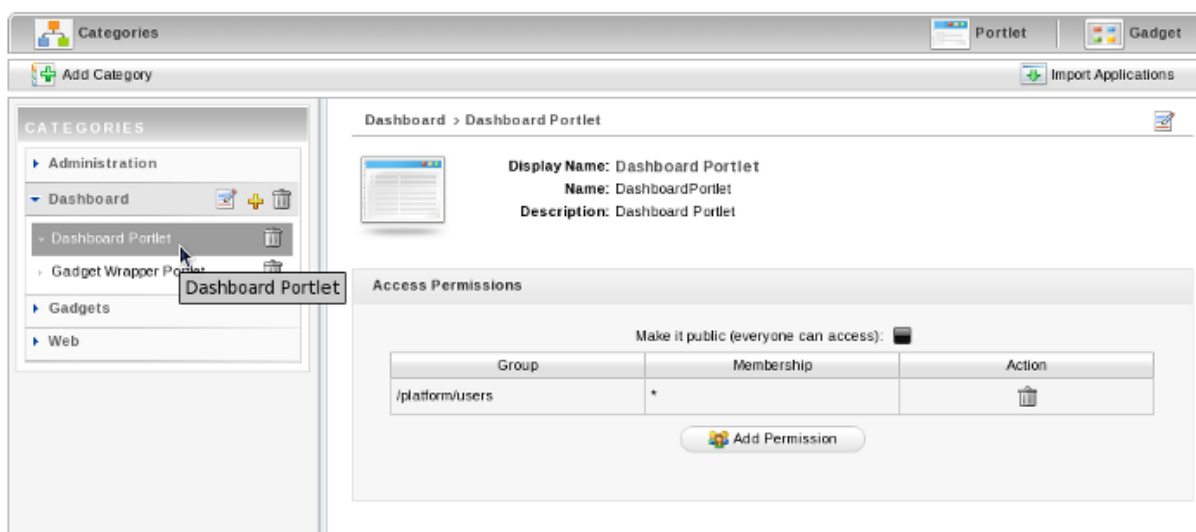 Categories
Portlet
Gadget
Add Category
Import Applications
CATEGORIES
Administration
Dashboard
Dashboard Portlet
Gadget Wrapper Portlet
Dashboard Portlet
Gadgets
Web
Dashboard > Dashboard Portlet
Display Name: Dashboard Portlet
Name: DashboardPortlet
Description: Dashboard Portlet
Access Permissions
Make it public (everyone can access):
Group Membership Action
/platform/users *
Add Permission